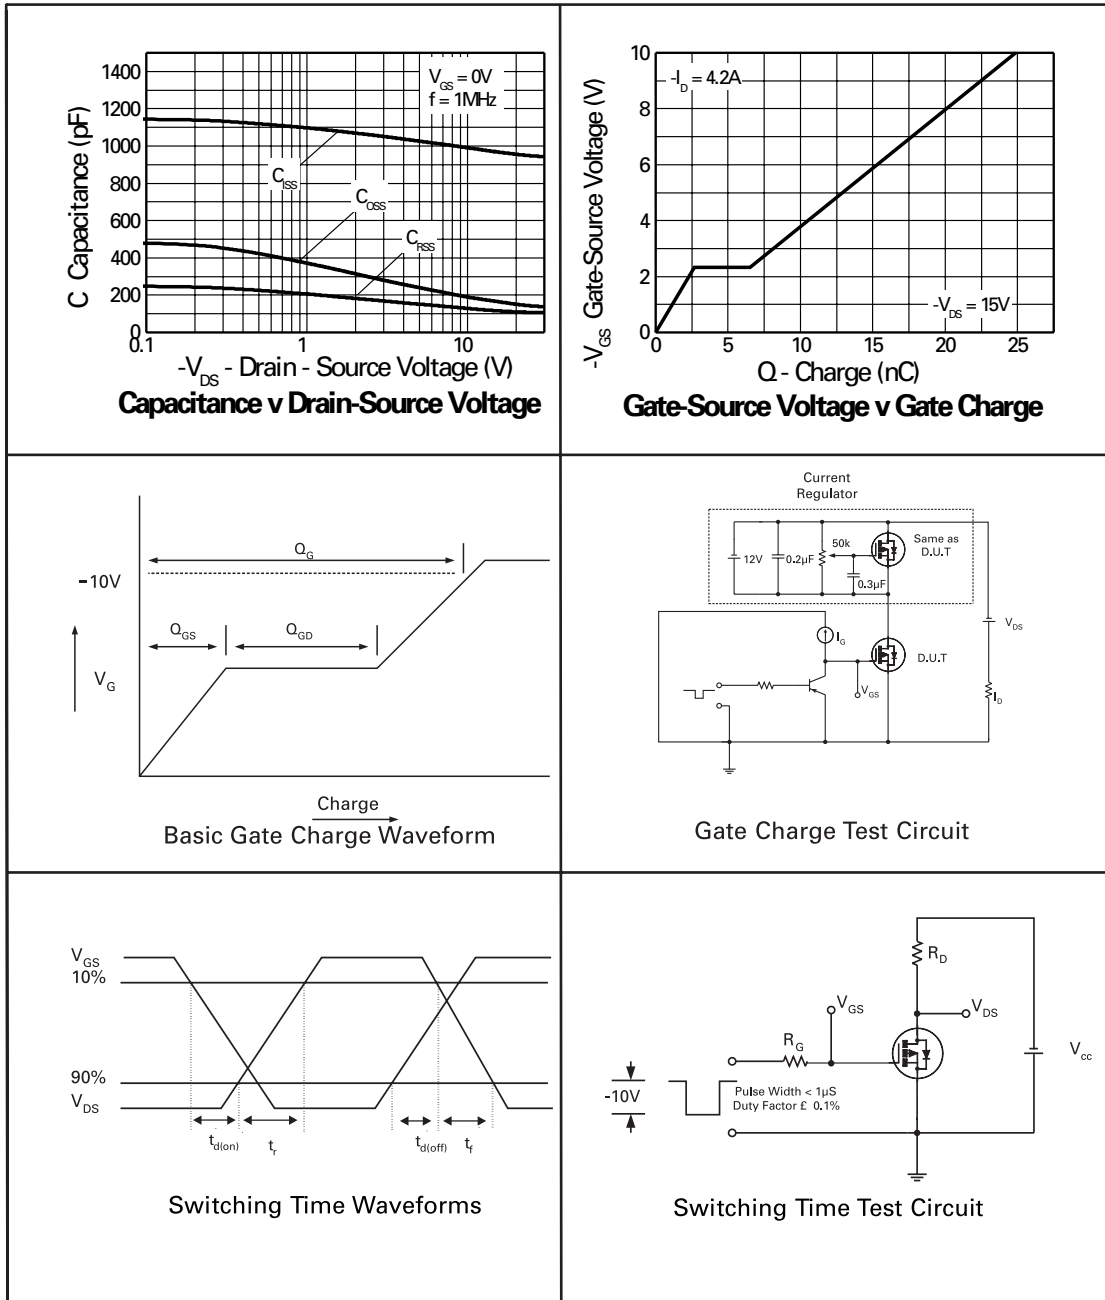 1400
1200
1000
800
600
400
200
0
C Capacitance (pF)
V_GS = 0V
f = 1MHz
C_ISS
C_OSS
C_RSS
0.1
1
10
-V_DS - Drain - Source Voltage (V)
Capacitance v Drain-Source Voltage
10
8
6
4
2
0
-V_GS Gate-Source Voltage (V)
-I_D = 4.2A
-V_DS = 15V
0
5
10
15
20
25
Q - Charge (nC)
Gate-Source Voltage v Gate Charge
Q_G
-10V
Q_GS
Q_GD
V_G
Charge
Basic Gate Charge Waveform
Current
Regulator
12V
0.2µF
50k
0.3µF
Same as
D.U.T
I_G
V_DS
D.U.T
V_GS
I_D
Gate Charge Test Circuit
V_GS
10%
90%
V_DS
t_d(on)
t_r
t_d(off)
t_f
Switching Time Waveforms
R_D
V_GS
V_DS
R_G
V_cc
-10V
Pulse Width < 1µS
Duty Factor £ 0.1%
Switching Time Test Circuit